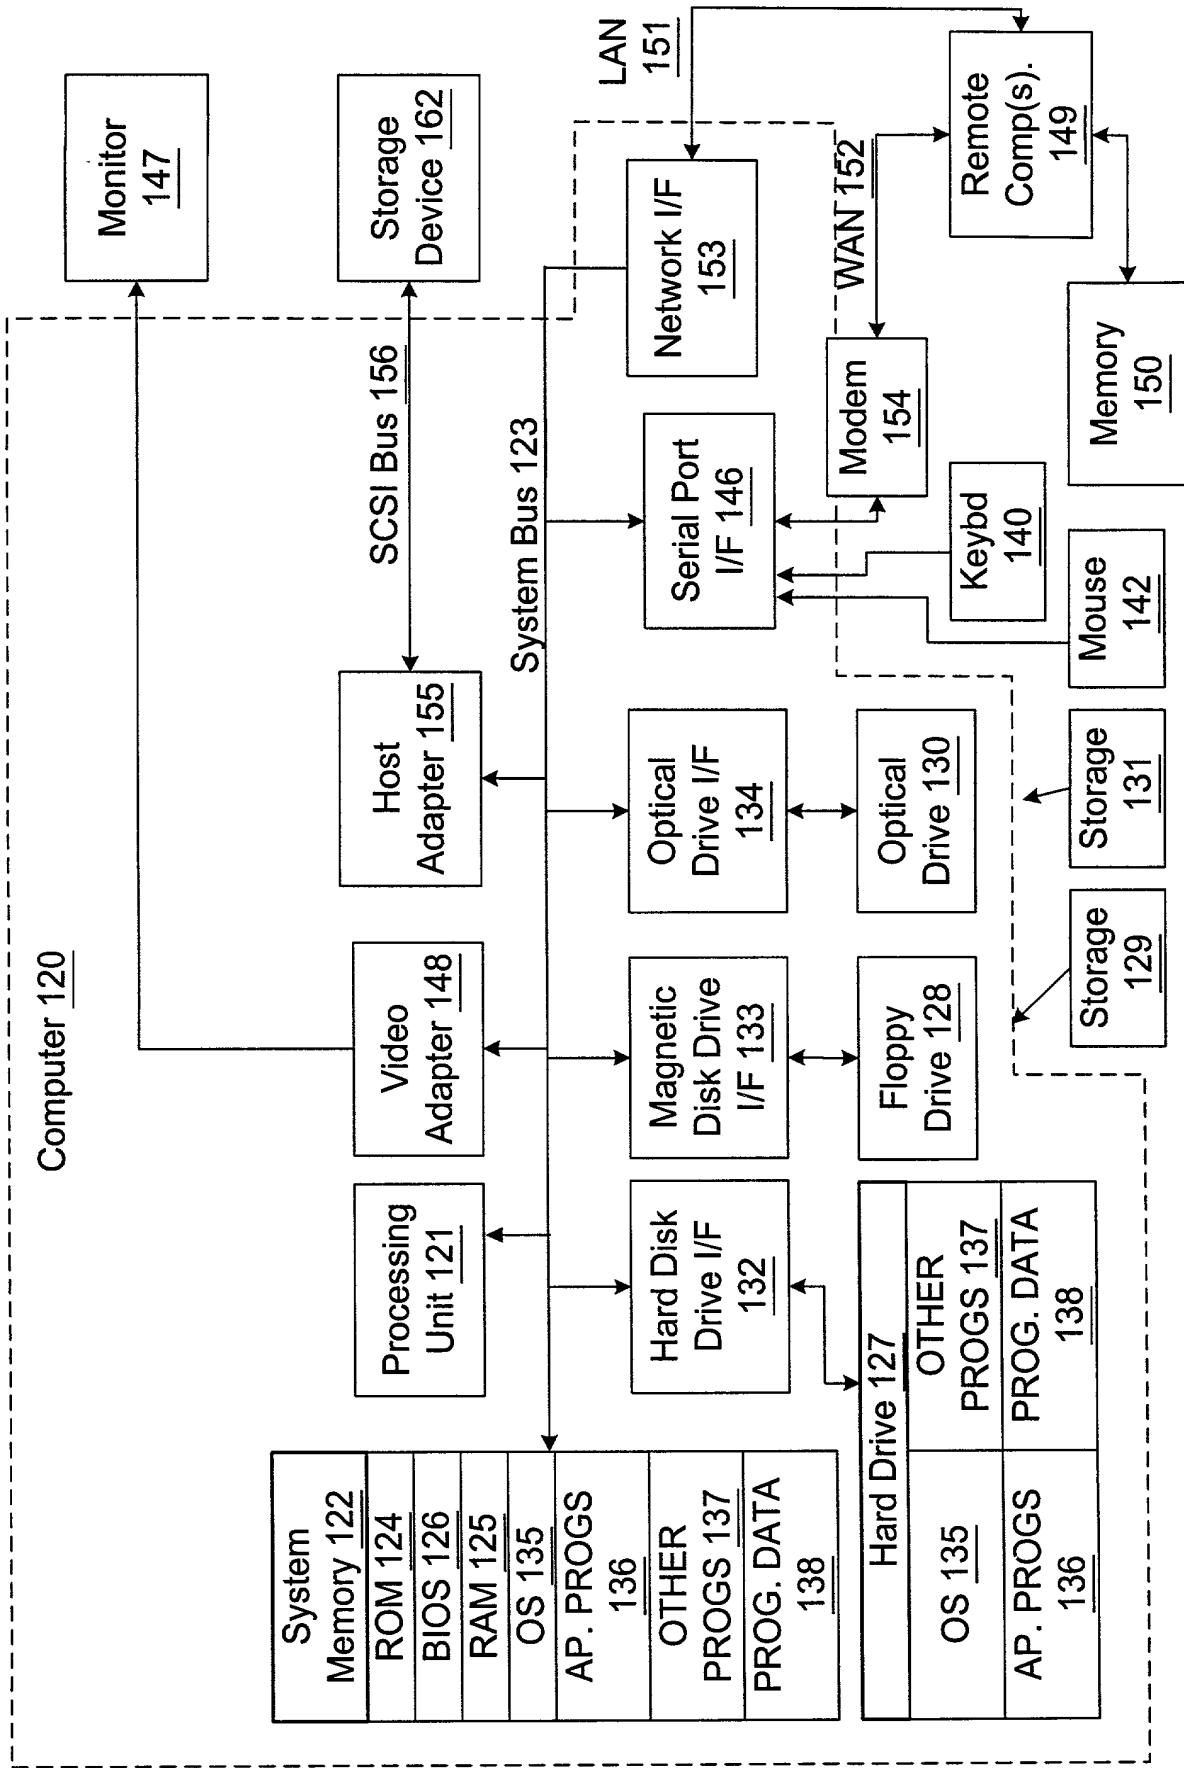 Computer 120
Monitor
147
Storage
Device 162
SCSI Bus 156
Processing
Unit 121
Video
Adapter 148
Host
Adapter 155
System Bus 123
System
Memory 122
ROM 124
BIOS 126
RAM 125
OS 135
AP. PROGS
136
OTHER
PROGS 137
PROG. DATA
138
Hard Disk
Drive I/F
132
Magnetic
Disk Drive
I/F 133
Optical
Drive I/F
134
Serial Port
I/F 146
Network I/F
153
LAN
151
Hard Drive 127
OS 135
OTHER
PROGS 137
AP. PROGS
136
PROG. DATA
138
Floppy
Drive 128
Optical
Drive 130
Modem
154
WAN 152
Remote
Comp(s).
149
Keybd
140
Mouse
142
Memory
150
Storage
129
Storage
131